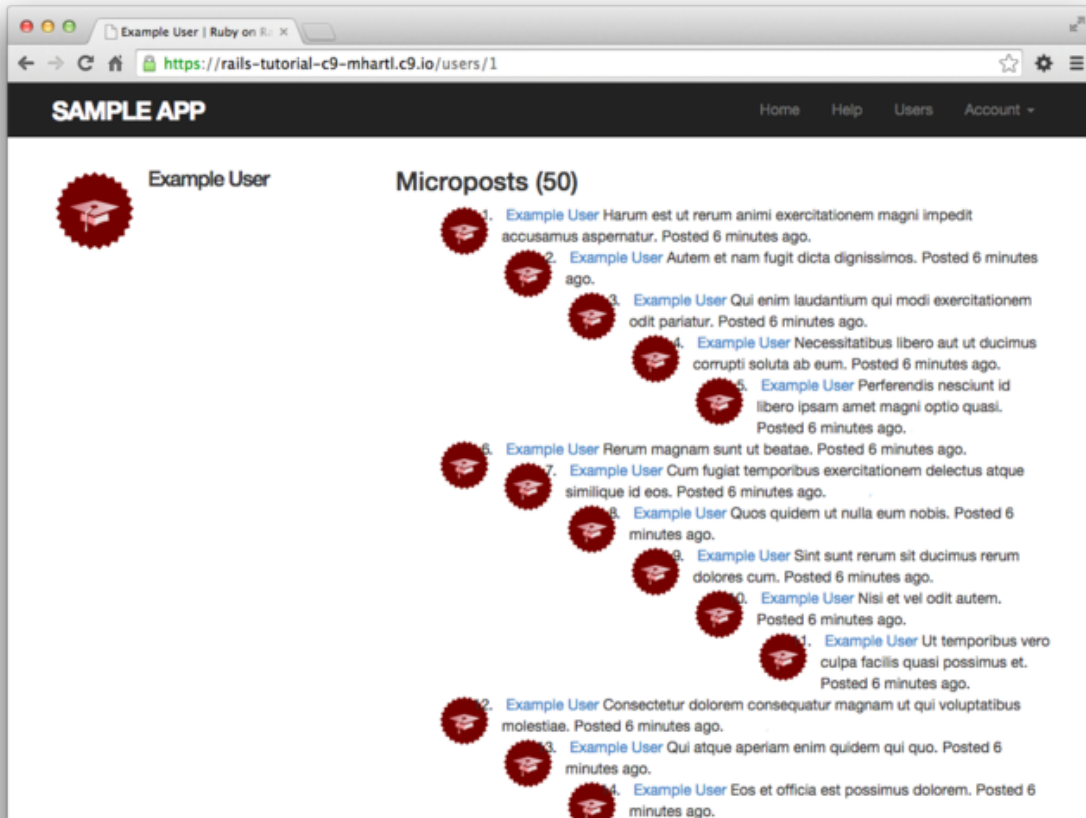 Example User | Ruby on Ra
https://rails-tutorial-c9-mhartl.c9.io/users/1
SAMPLE APP
Home Help Users Account
Example User
Microposts (50)
1. Example User Harum est ut rerum animi exercitationem magni impedit
accusamus aspernatur. Posted 6 minutes ago.
2. Example User Autem et nam fugit dicta dignissimos. Posted 6 minutes
ago.
3. Example User Qui enim laudantium qui modi exercitationem
odit pariatur. Posted 6 minutes ago.
4. Example User Necessitatibus libero aut ut ducimus
corrupti soluta ab eum. Posted 6 minutes ago.
5. Example User Perferendis nesciunt id
libero ipsam amet magni optio quasi.
Posted 6 minutes ago.
6. Example User Rerum magnam sunt ut beatae. Posted 6 minutes ago.
7. Example User Cum fugiat temporibus exercitationem delectus atque
similique id eos. Posted 6 minutes ago.
8. Example User Quos quidem ut nulla eum nobis. Posted 6
minutes ago.
9. Example User Sint sunt rerum sit ducimus rerum
dolores cum. Posted 6 minutes ago.
0. Example User Nisi et vel odit autem.
Posted 6 minutes ago.
1. Example User Ut temporibus vero
culpa facilis quasi possimus et.
Posted 6 minutes ago.
2. Example User Consectetur dolorem consequatur magnam ut qui voluptatibus
molestiae. Posted 6 minutes ago.
3. Example User Qui atque aperiam enim quidem qui quo. Posted 6
minutes ago.
4. Example User Eos et officia est possimus dolorem. Posted 6
minutes ago.